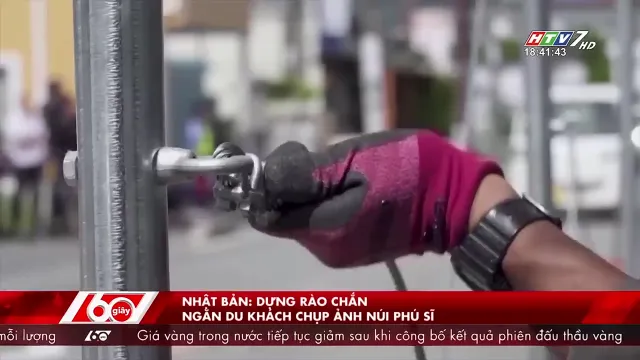 HTV7 HD
18:41:43
60 giây
NHẬT BẢN: DỰNG RÀO CHẮN
NGĂN DU KHÁCH CHỤP ẢNH NÚI PHÚ SĨ
mỗi lượng 60 Giá vàng trong nước tiếp tục giảm sau khi công bố kết quả phiên đấu thầu vàng